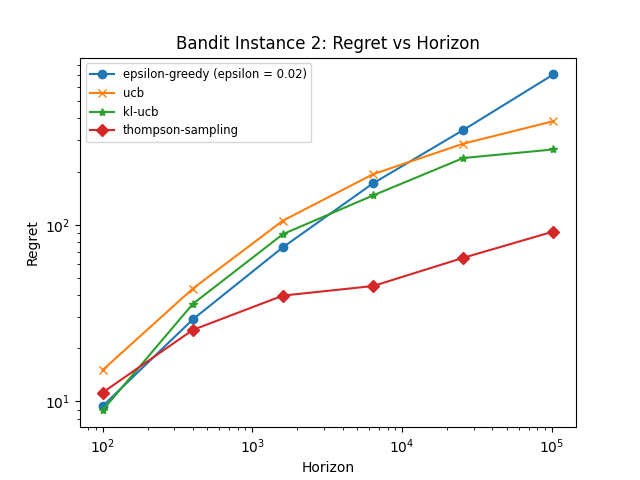 Bandit Instance 2: Regret vs Horizon
epsilon-greedy (epsilon = 0.02)
ucb
kl-ucb
thompson-sampling
Regret
10²
10¹
10² 10³ 10⁴ 10⁵
Horizon